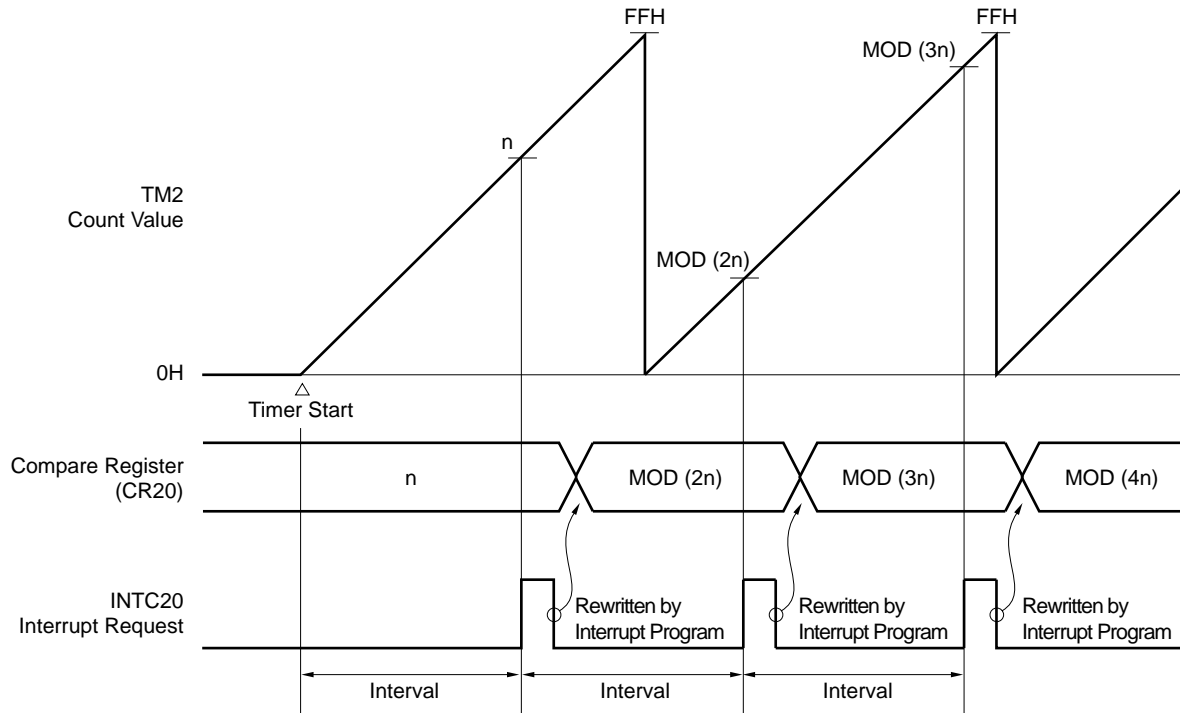 FFH
FFH
MOD (3n)
n
TM2
Count Value
MOD (2n)
0H
Timer Start
Compare Register
(CR20)
n
MOD (2n)
MOD (3n)
MOD (4n)
INTC20
Interrupt Request
Rewritten by
Interrupt Program
Rewritten by
Interrupt Program
Rewritten by
Interrupt Program
Interval
Interval
Interval